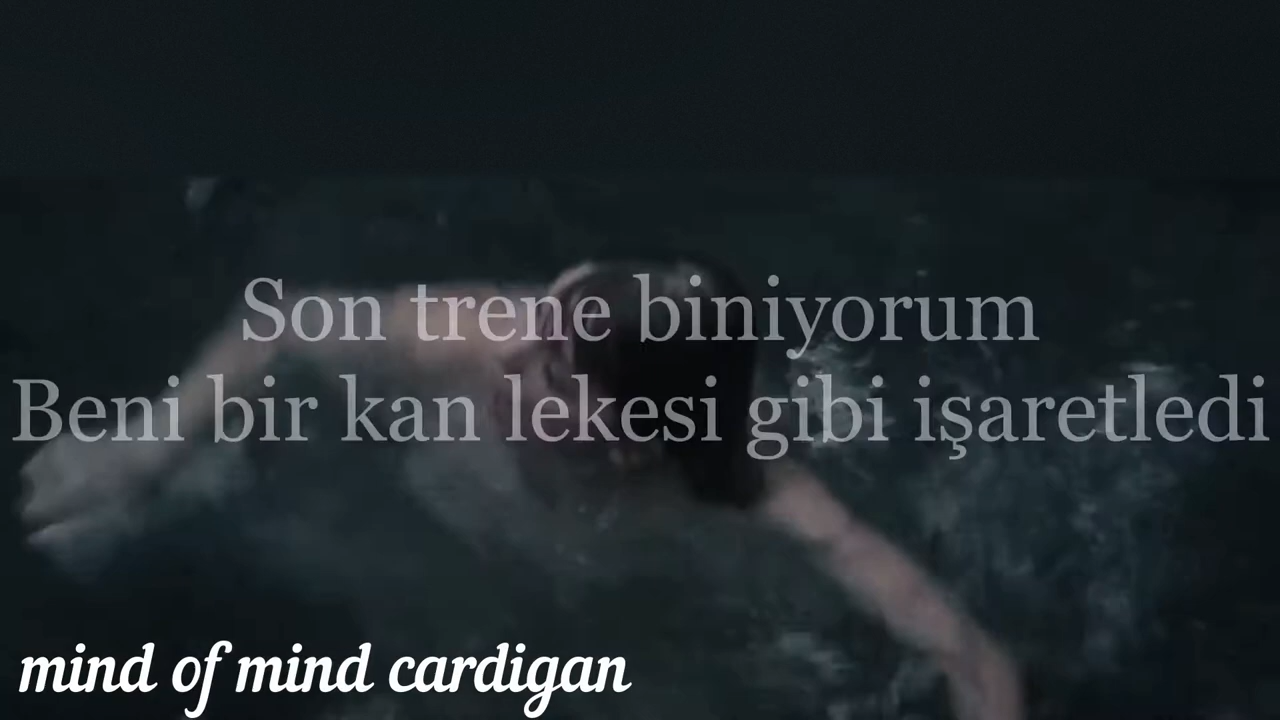 Son trene biniyorum
Beni bir kan lekesi gibi işaretledi
mind of mind cardigan